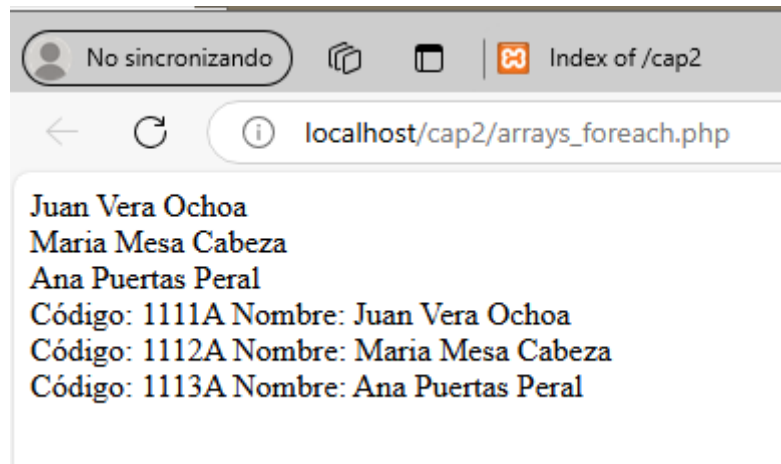 No sincronizando
Index of /cap2
localhost/cap2/arrays_foreach.php
Juan Vera Ochoa
Maria Mesa Cabeza
Ana Puertas Peral
Código: 1111A Nombre: Juan Vera Ochoa
Código: 1112A Nombre: Maria Mesa Cabeza
Código: 1113A Nombre: Ana Puertas Peral